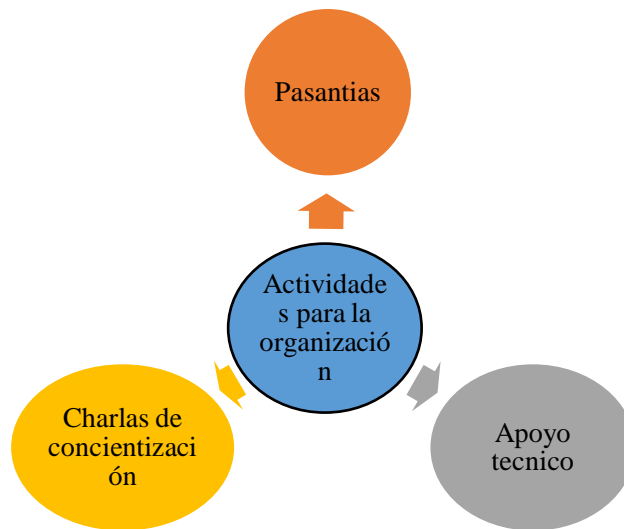 Pasantias
Actividade
s para la
organizació
n
Charlas de
concientizaci
ón
Apoyo
tecnico